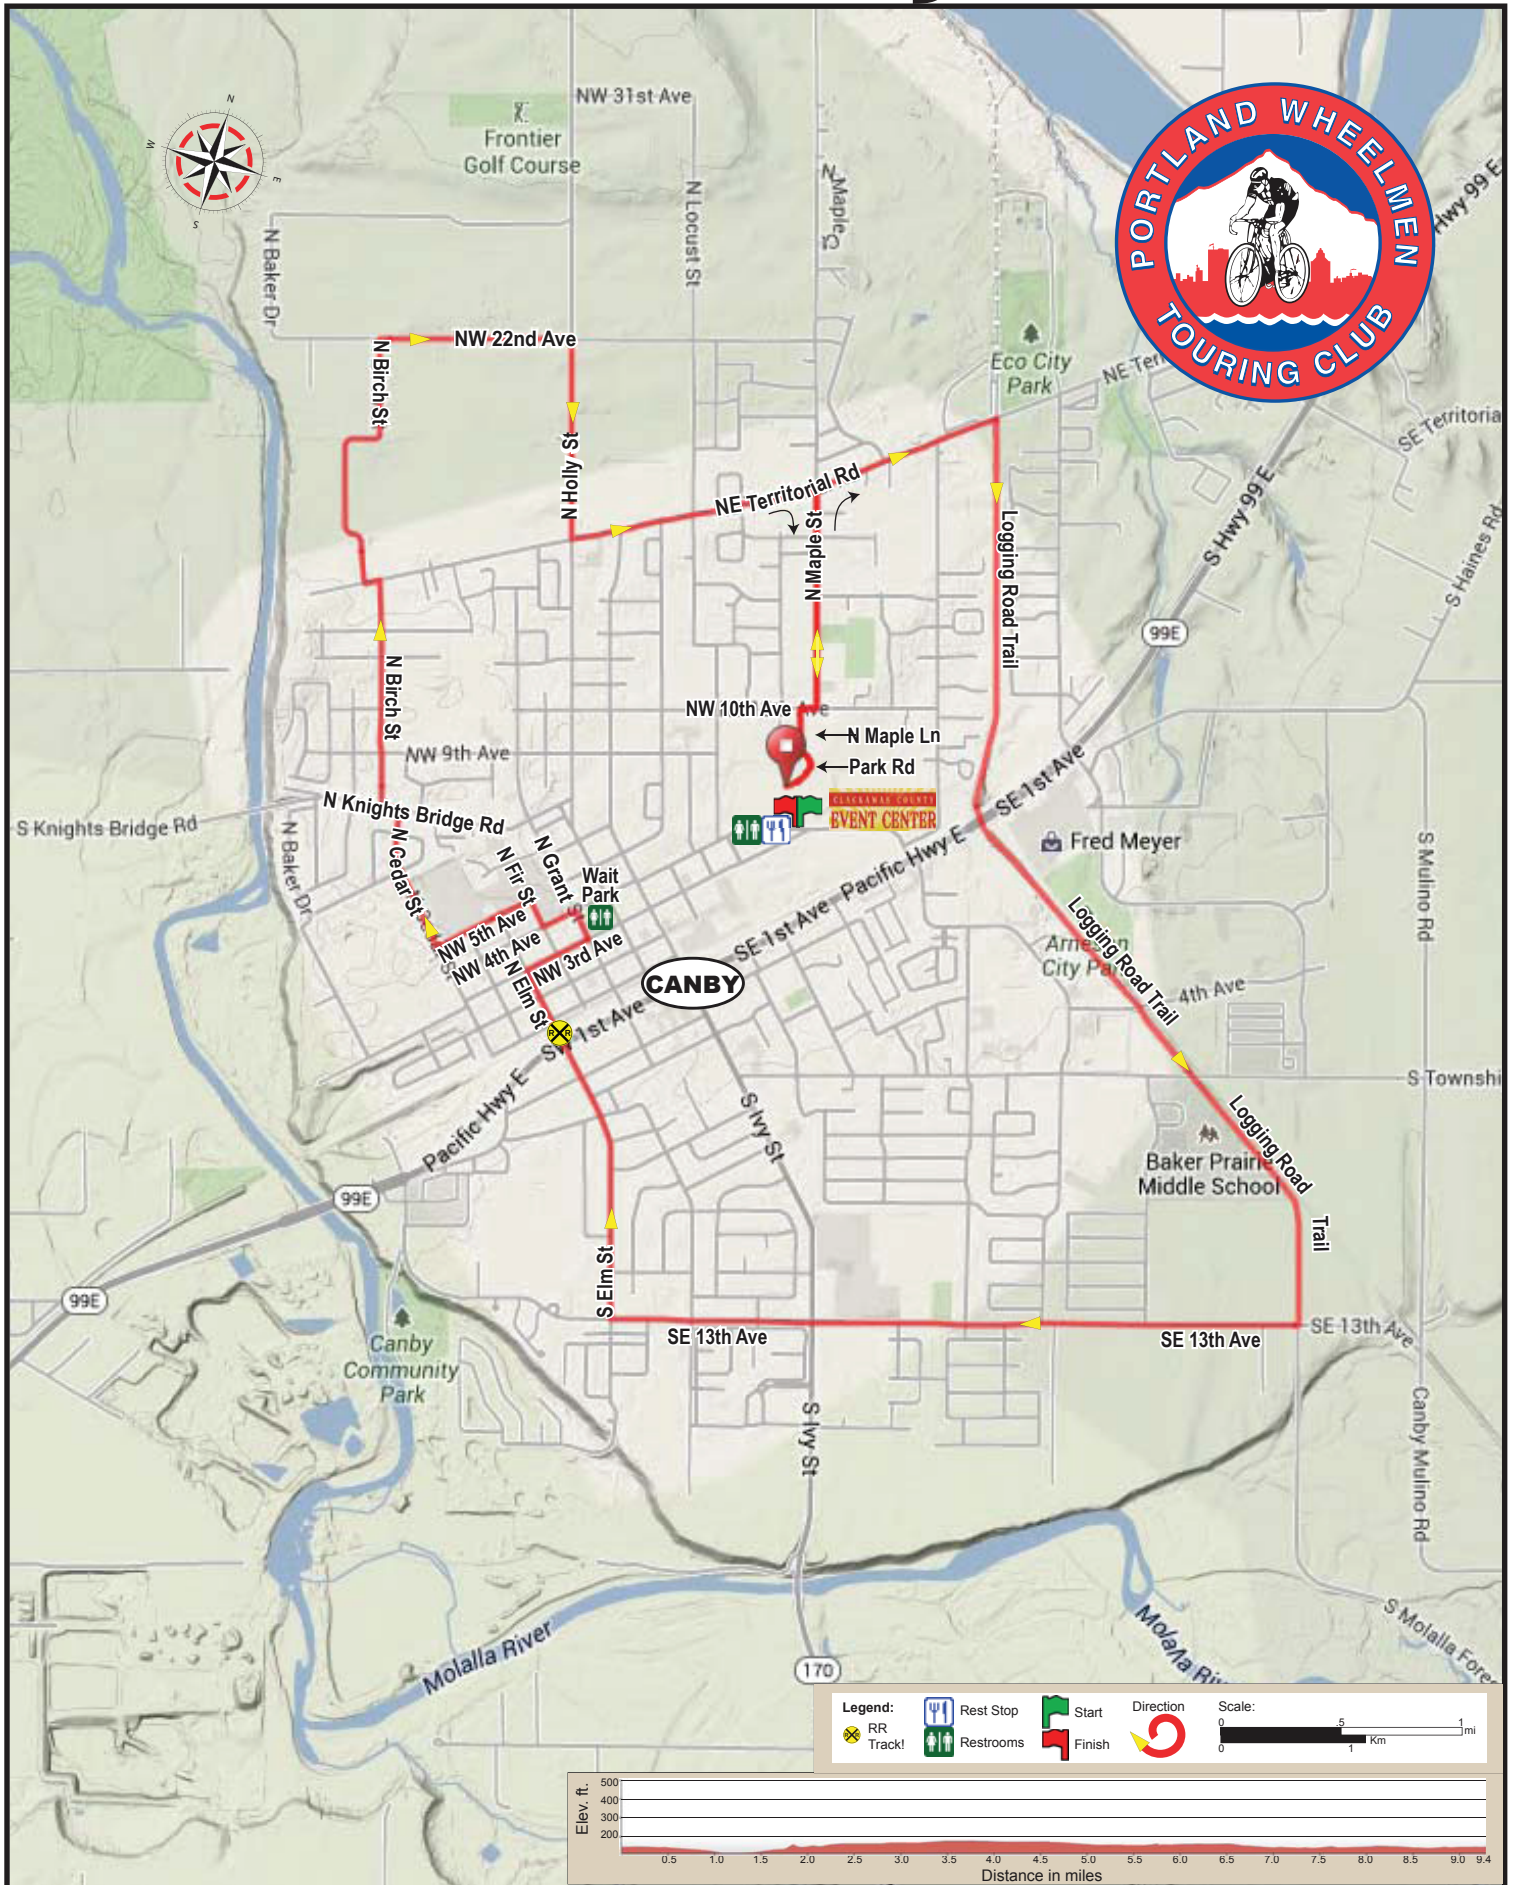 N
W
E
S
NW 31st Ave
Frontier
Golf Course
N Locust St
N Maple
N Baker Dr
PORTLAND WHEELMEN
TOURING CLUB
Hwy 99 E
NW 22nd Ave
N Birch St
N Holly St
Eco City
Park
NE Terr
SE Territoria
NE Territorial Rd
N Maple St
Logging Road Trail
S Hwy 99 E
S Haines Rd
99E
N Birch St
NW 10th Ave
N Maple Ln
Park Rd
NW 9th Ave
SE 1st Ave
N Knights Bridge Rd
S Knights Bridge Rd
CLACKAMAS COUNTY
EVENT CENTER
N Baker Dr
N Cedar St
N Fir St
N Grant St
Wait
Park
Pacific Hwy E
Fred Meyer
S Mulino Rd
NW 5th Ave
NW 4th Ave
NW 3rd Ave
N Elm St
SE 1st Ave
CANBY
Logging Road Trail
City Park
4th Ave
RXR
SW 1st Ave
Pacific Hwy E
S Ivy St
S Townshi
Logging Road
Trail
Baker Prairie
Middle School
99E
99E
S Elm St
SE 13th Ave
SE 13th Ave
SE 13th Ave
Canby
Community
Park
S Ivy St
Canby Mulino Rd
Molalla River
Molalla Riv
S Molalla Fores
170
Legend:
RR
Track!
Rest Stop
Restrooms
Start
Finish
Direction
Scale:
0 .5 1 mi
0 1 Km
Elev. ft.
500
400
300
200
0.5 1.0 1.5 2.0 2.5 3.0 3.5 4.0 4.5 5.0 5.5 6.0 6.5 7.0 7.5 8.0 8.5 9.0 9.4
Distance in miles